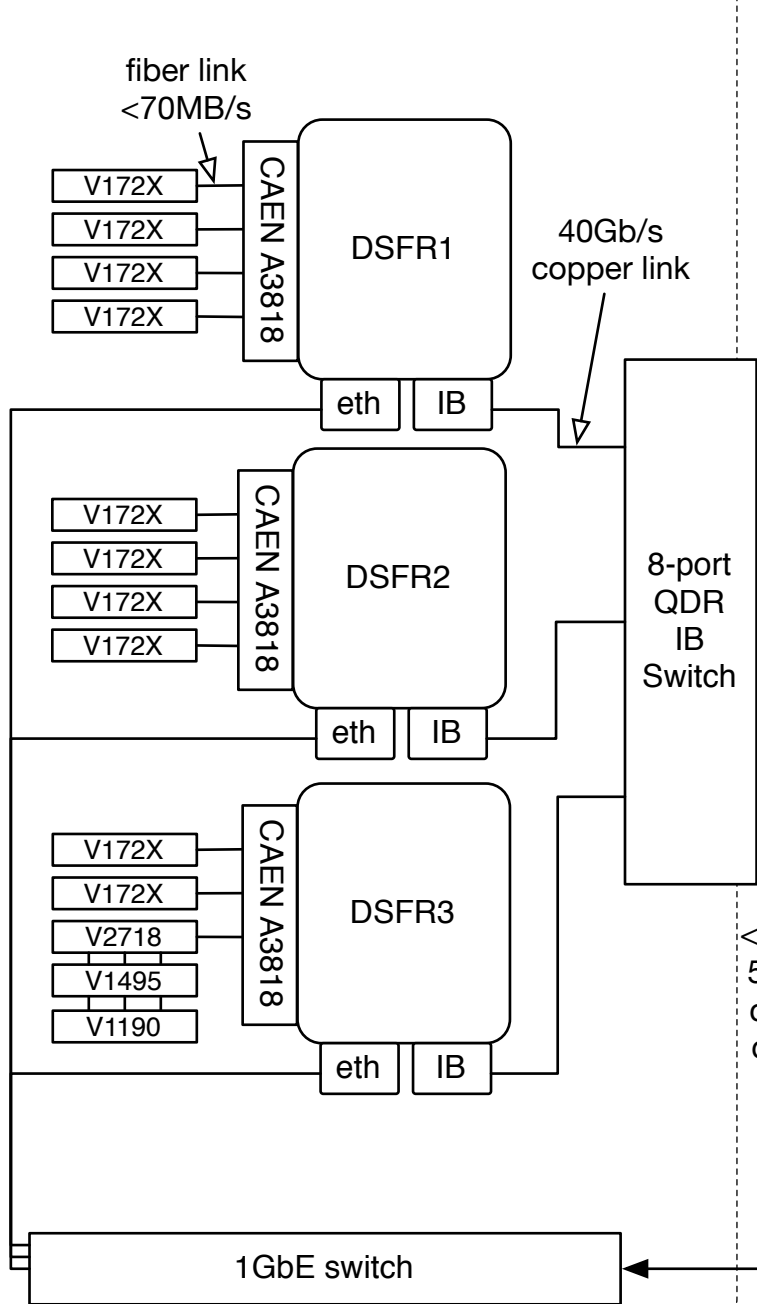 fiber link
<70MB/s
V172X
V172X
V172X
V172X
CAEN A3818
DSFR1
eth
IB
40Gb/s
copper link
V172X
V172X
V172X
V172X
CAEN A3818
DSFR2
eth
IB
8-port
QDR
IB
Switch
V172X
V172X
V2718
V1495
V1190
CAEN A3818
DSFR3
eth
IB
<
5
1GbE switch